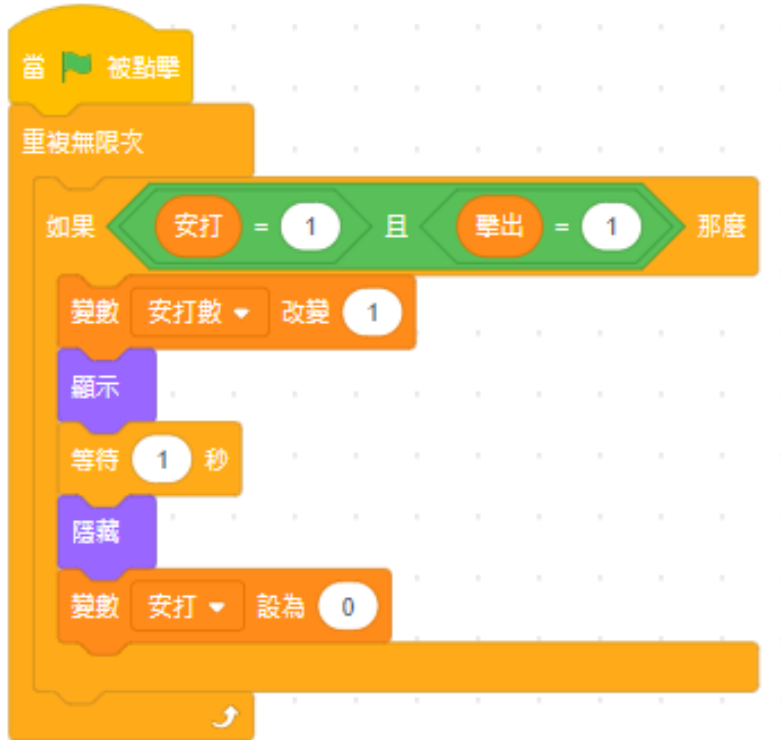 當 被點擊
重複無限次
如果 安打 = 1 且 擊出 = 1 那麼
變數 安打數 改變 1
顯示
等待 1 秒
隱藏
變數 安打 設為 0